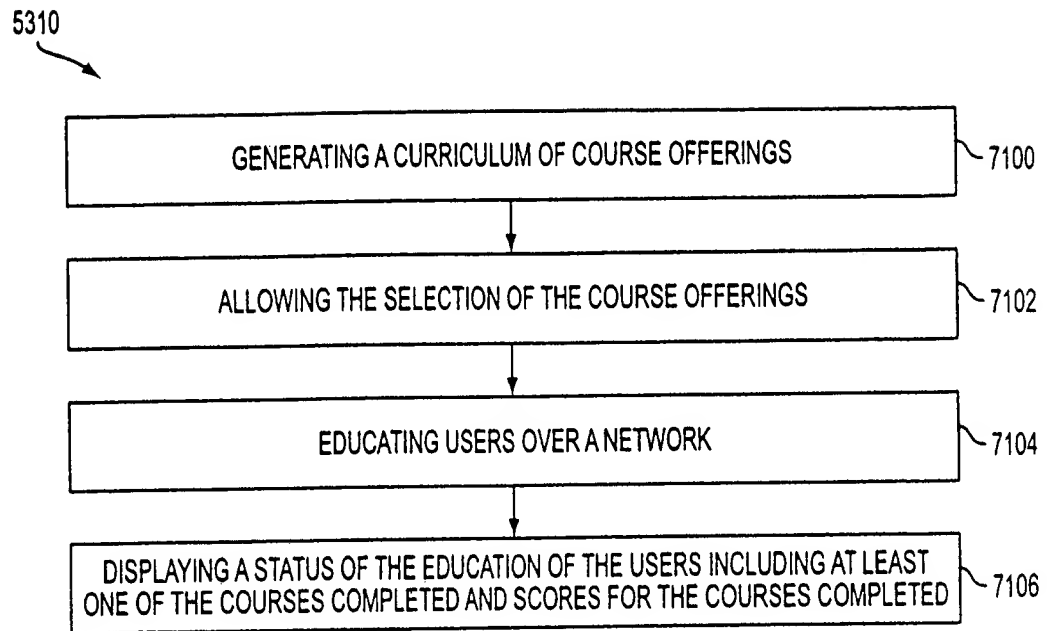 5310
GENERATING A CURRICULUM OF COURSE OFFERINGS
7100
ALLOWING THE SELECTION OF THE COURSE OFFERINGS
7102
EDUCATING USERS OVER A NETWORK
7104
DISPLAYING A STATUS OF THE EDUCATION OF THE USERS INCLUDING AT LEAST
ONE OF THE COURSES COMPLETED AND SCORES FOR THE COURSES COMPLETED
7106